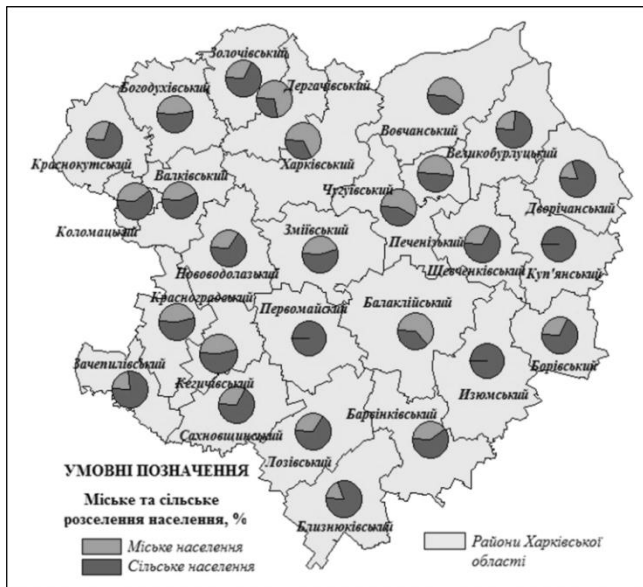 Золочівський
Богодухівський
Дергачівський
Вовчанський
Великобурлуцький
Краснокутський
Валківський
Харківський
Чугуївський
Дворічанський
Коломацький
Зміївський
Печенізький
Нововодолазький
Шевченківський
Куп'янський
Красноградський
Первомайский
Балаклійський
Зачепилівський
Борівський
Кегичівський
Изюмський
Сахновщинський
Барвінківський
Лозівський
Близнюківський
УМОВНІ ПОЗНАЧЕННЯ
Міське та сільське
розселення населення, %
Міське населення
Сільське населення
Райони Харківської
області